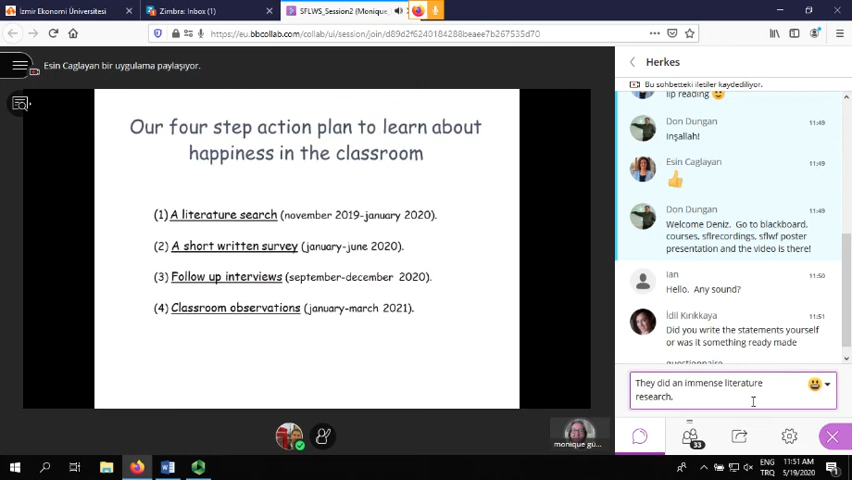 İzmir Ekonomi Üniversitesi
Zimbra: Inbox (1)
SFLWS_Session2 (Monique_
https://eu.bbcollab.com/collab/ui/session/join/d89d2f6240184288beaee7b267535d70
Esin Caglayan bir uygulama paylaşıyor.
Our four step action plan to learn about
happiness in the classroom
(1) A literature search (november 2019-january 2020).
(2) A short written survey (january-june 2020).
(3) Follow up interviews (september-december 2020).
(4) Classroom observations (january-march 2021).
monique gü...
Herkes
Bu sohbetteki iletiler kaydediliyor.
lip reading
Don Dungan 11:49
inşallah!
Esin Caglayan 11:49
Don Dungan 11:49
Welcome Deniz. Go to blackboard,
courses, sflrecordings, sflwf poster
presentation and the video is there!
ian 11:50
Hello. Any sound?
İdil Kırıkkaya 11:51
Did you write the statements yourself
or was it something ready made
questionnaire
They did an immense literature
research,
33
ENG
TRQ
11:51 AM
5/19/2020